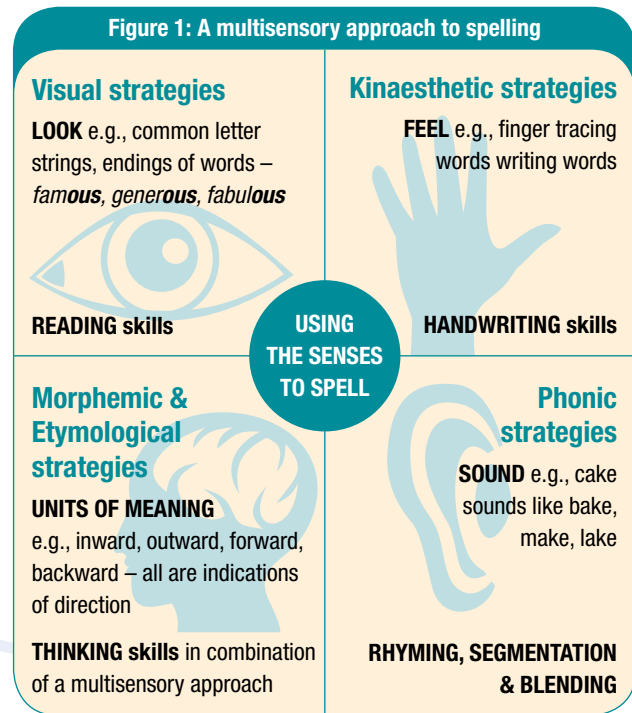 Figure 1: A multisensory approach to spelling
Visual strategies
LOOK e.g., common letter
strings, endings of words –
famous, generous, fabulous
READING skills
Kinaesthetic strategies
FEEL e.g., finger tracing
words writing words
HANDWRITING skills
USING
THE SENSES
TO SPELL
Morphemic &
Etymological
strategies
UNITS OF MEANING
e.g., inward, outward, forward,
backward – all are indications
of direction
THINKING skills in combination
of a multisensory approach
Phonic
strategies
SOUND e.g., cake
sounds like bake,
make, lake
RHYMING, SEGMENTATION
& BLENDING